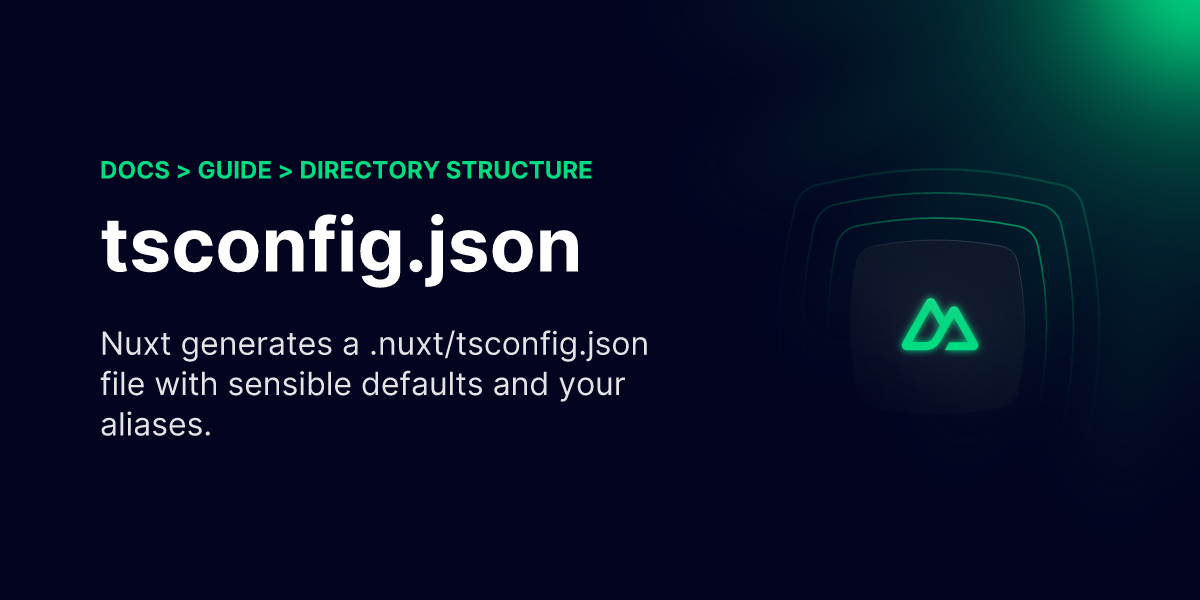 DOCS > GUIDE > DIRECTORY STRUCTURE
tsconfig.json
Nuxt generates a .nuxt/tsconfig.json
file with sensible defaults and your
aliases.